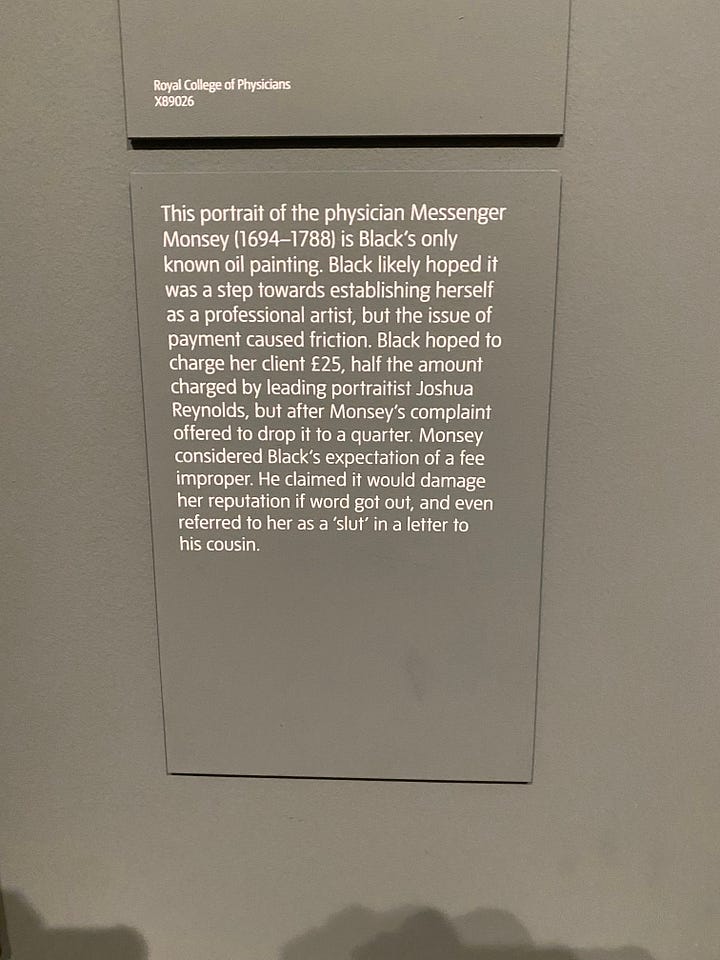 Royal College of Physicians
X89026
This portrait of the physician Messenger
Monsey (1694–1788) is Black's only
known oil painting. Black likely hoped it
was a step towards establishing herself
as a professional artist, but the issue of
payment caused friction. Black hoped to
charge her client £25, half the amount
charged by leading portraitist Joshua
Reynolds, but after Monsey's complaint
offered to drop it to a quarter. Monsey
considered Black's expectation of a fee
improper. He claimed it would damage
her reputation if word got out, and even
referred to her as a 'slut' in a letter to
his cousin.